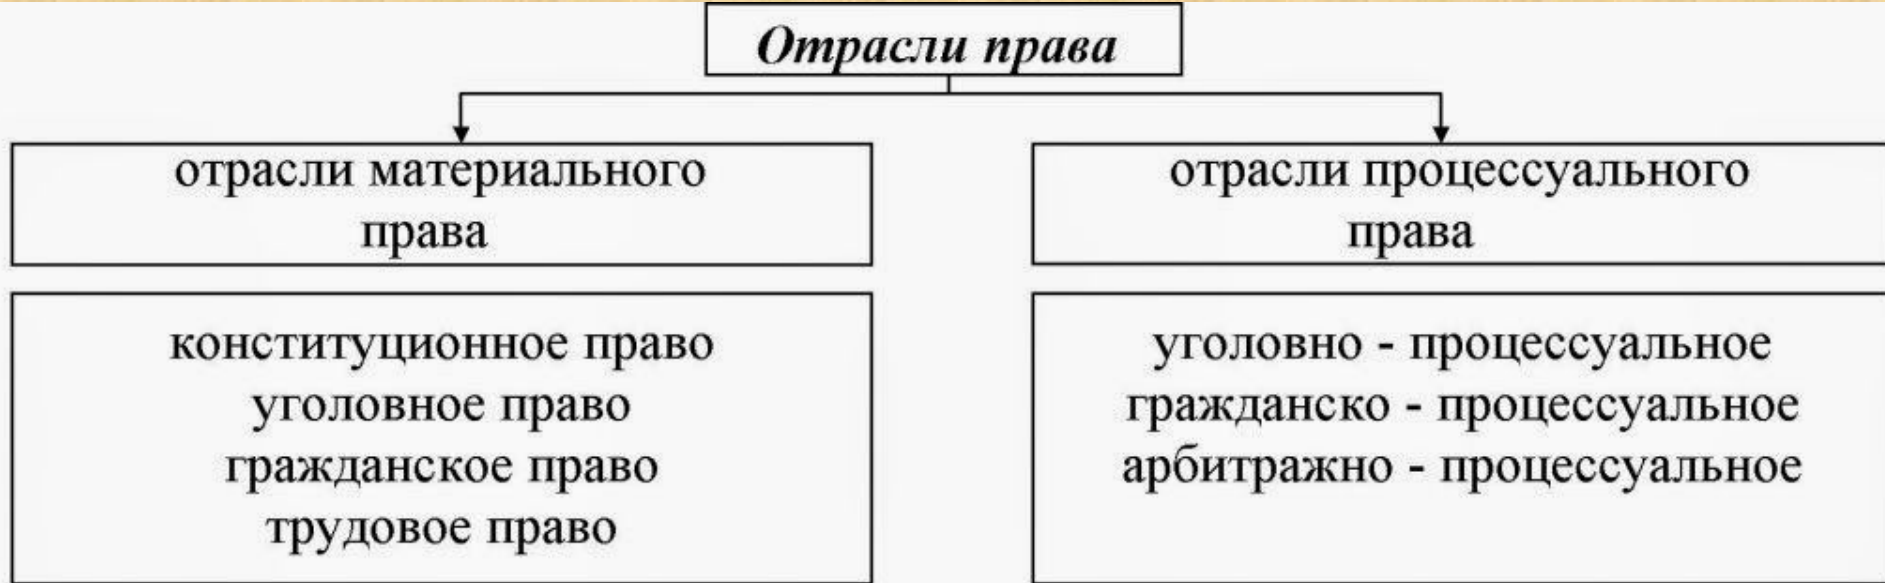 Отрасли права
отрасли материального
права
отрасли процессуального
права
конституционное право
уголовное право
гражданское право
трудовое право
уголовно - процессуальное
гражданско - процессуальное
арбитражно - процессуальное